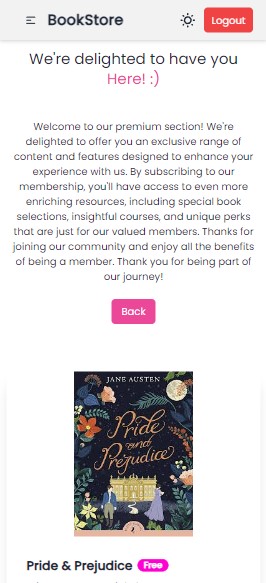 BookStore
Logout
We're delighted to have you
Here! :)
Welcome to our premium section! We're
delighted to offer you an exclusive range of
content and features designed to enhance your
experience with us. By subscribing to our
membership, you'll have access to even more
enriching resources, including special book
selections, insightful courses, and unique perks
that are just for our valued members. Thanks for
joining our community and enjoy all the benefits
of being a member. Thank you for being part of
our journey!
Back
JANE AUSTEN
Pride
and
Prejudice
Pride & Prejudice Free